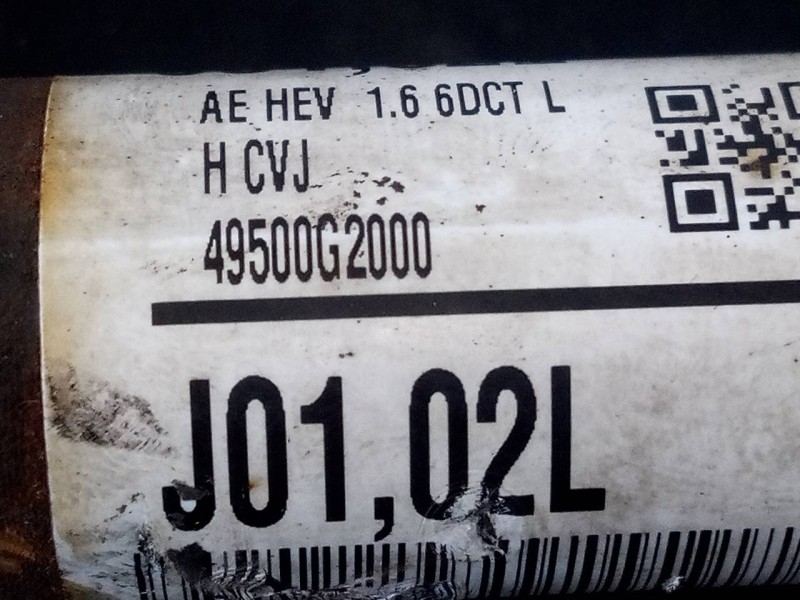 AE HEV 1.6 6DCT L
H CVJ
49500G2000
J01,02L